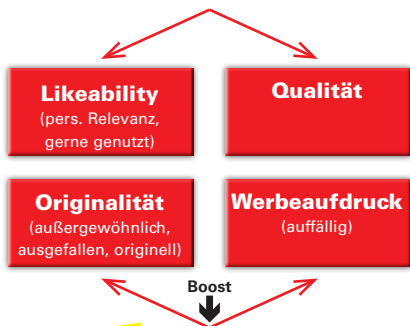 Likeability
(pers. Relevanz,
gerne genutzt)
Qualität
Originalität
(außergewöhnlich,
ausgefallen, originell)
Werbeaufdruck
(auffällig)
Boost